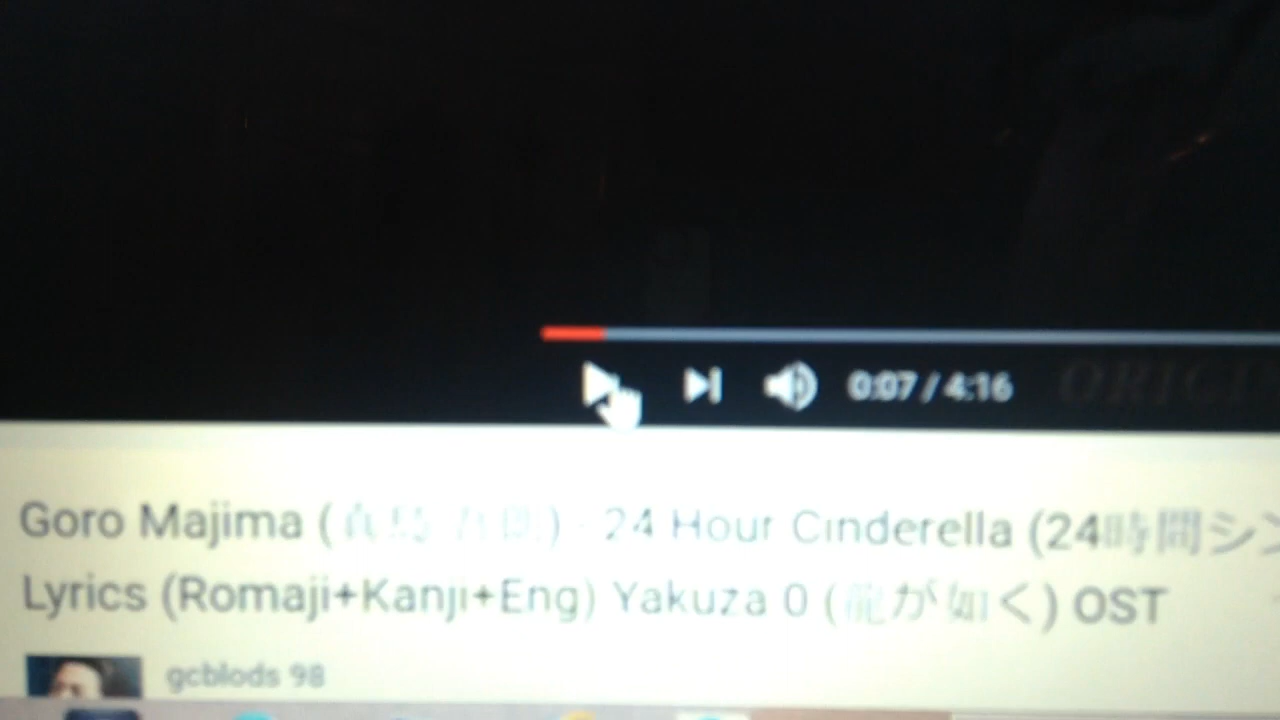 0:07 / 4:16
Goro Majima (真島吾朗) - 24 Hour Cinderella (24時間シン
Lyrics (Romaji+Kanji+Eng) Yakuza 0 (龍が如く) OST
gcblods 98